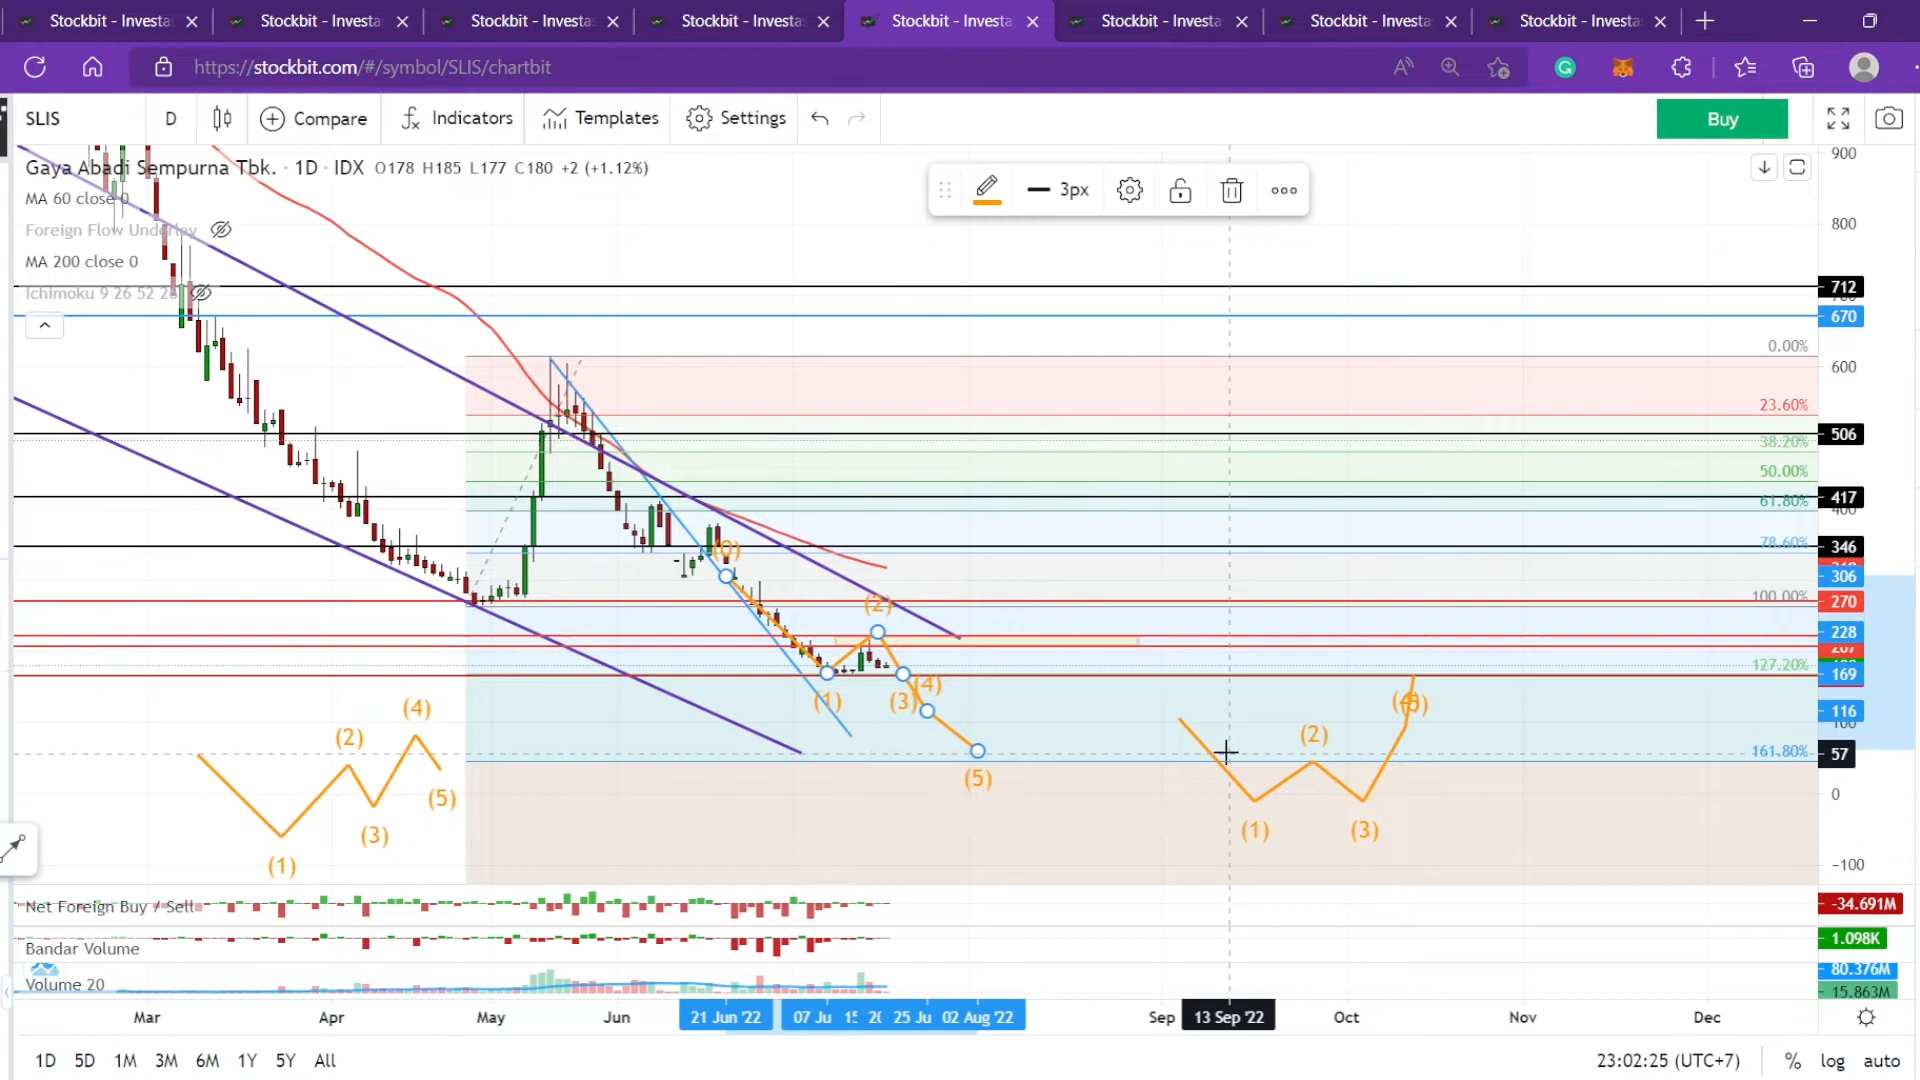 Stockbit - Investa Stockbit - Investa Stockbit - Investa Stockbit - Investa Stockbit - Investa Stockbit - Investa Stockbit - Investa Stockbit - Investa
https://stockbit.com/#/symbol/SLIS/chartbit
SLIS D Compare Indicators Templates Settings Buy
Gaya Abadi Sempurna Tbk. · 1D · IDX O178 H185 L177 C180 +2 (+1.12%)
MA 60 close 0
Foreign Flow Underlay
MA 200 close 0
Ichimoku 9 26 52 26
3px
900
800
712
670
0.00%
600
23.60%
506
38.20%
50.00%
417
61.80%
400
346
78.60%
306
100.00%
270
228
207
127.20%
169
116
100
161.80%
57
0
-100
(0)
(2)
(1)
(3)
(4)
(5)
(4)
(2)
(5)
(3)
(1)
(2)
(1)
(3)
Net Foreign Buy / Sell
-34.691M
Bandar Volume
1.098K
Volume 20
80.376M
15.863M
Mar Apr May Jun 21 Jun '22 07 Ju 15 20 25 Ju 02 Aug '22 Sep 13 Sep '22 Oct Nov Dec
1D 5D 1M 3M 6M 1Y 5Y All
23:02:25 (UTC+7) % log auto